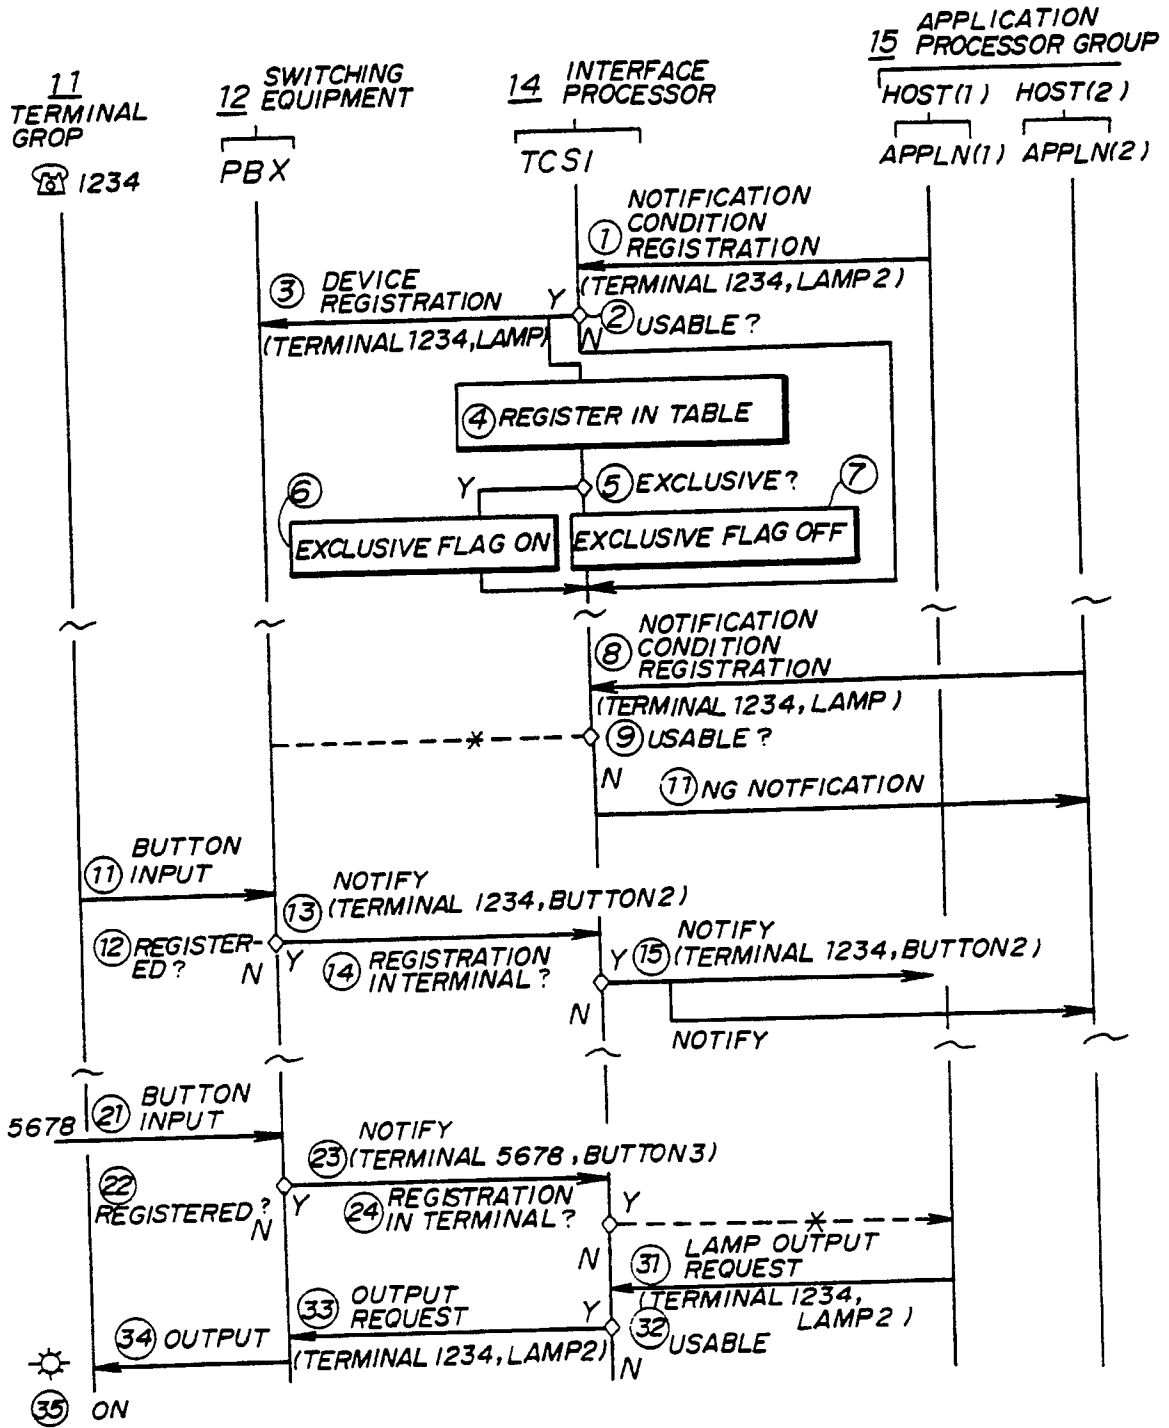 11
TERMINAL
GROP
1234
12 SWITCHING
EQUIPMENT
PBX
14 INTERFACE
PROCESSOR
TCSI
15 APPLICATION
PROCESSOR GROUP
HOST(1) HOST(2)
APPLN(1) APPLN(2)
1 NOTIFICATION
CONDITION
REGISTRATION
(TERMINAL 1234, LAMP 2)
3 DEVICE
REGISTRATION
(TERMINAL 1234, LAMP)
Y
2 USABLE ?
N
4 REGISTER IN TABLE
Y
5 EXCLUSIVE ?
6
7
EXCLUSIVE FLAG ON
EXCLUSIVE FLAG OFF
8 NOTIFICATION
CONDITION
REGISTRATION
(TERMINAL 1234, LAMP )
9 USABLE ?
N
11 NG NOTFICATION
11 BUTTON
INPUT
13 NOTIFY
(TERMINAL 1234, BUTTON 2)
12 REGISTER-
ED ?
N Y
14 REGISTRATION
IN TERMINAL ?
Y
15 NOTIFY
(TERMINAL 1234, BUTTON 2)
N
NOTIFY
5678
21 BUTTON
INPUT
23 NOTIFY
(TERMINAL 5678, BUTTON 3)
22
REGISTERED ?
N Y
24 REGISTRATION
IN TERMINAL ?
Y
N
31 LAMP OUTPUT
REQUEST
(TERMINAL 1234,
LAMP 2 )
33 OUTPUT
REQUEST
(TERMINAL 1234, LAMP2)
Y
32 USABLE
N
34 OUTPUT
35 ON